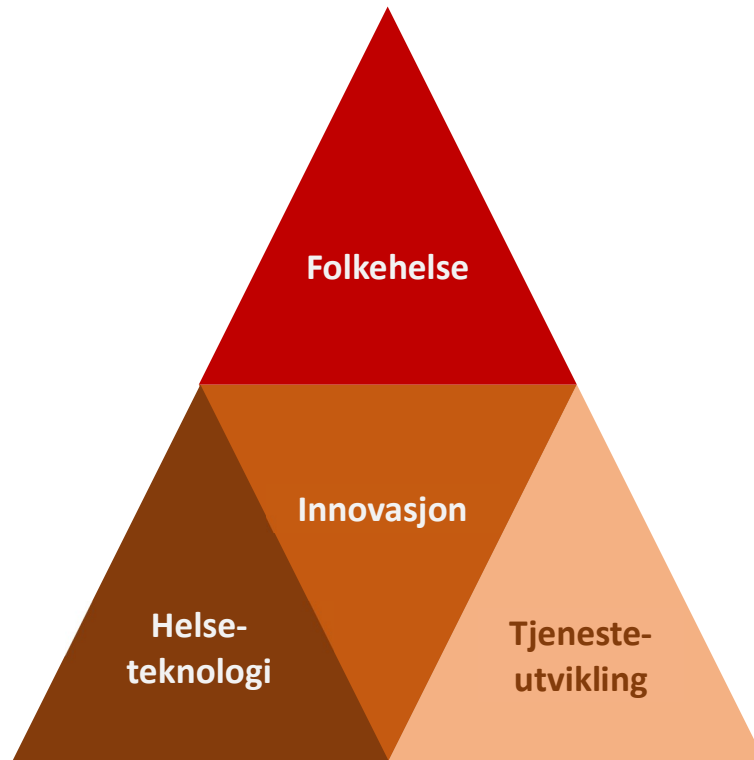 Folkehelse
Innovasjon
Helse-
teknologi
Tjeneste-
utvikling